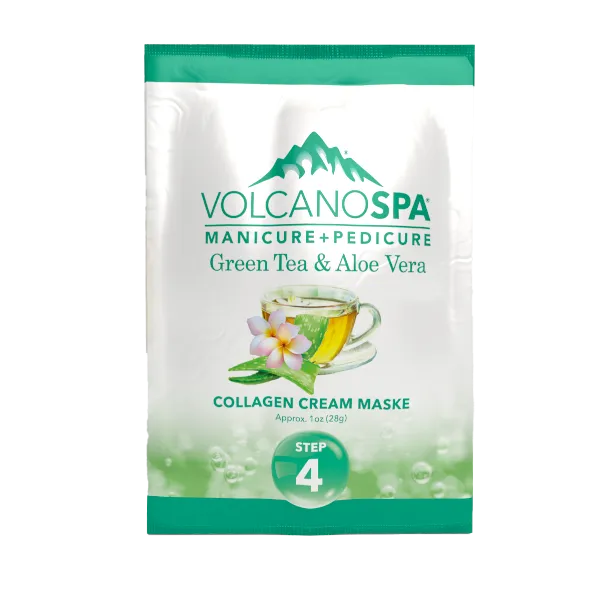 VOLCANOSPA®
MANICURE+PEDICURE
Green Tea & Aloe Vera
COLLAGEN CREAM MASKE
Approx. 1oz (28g)
STEP
4